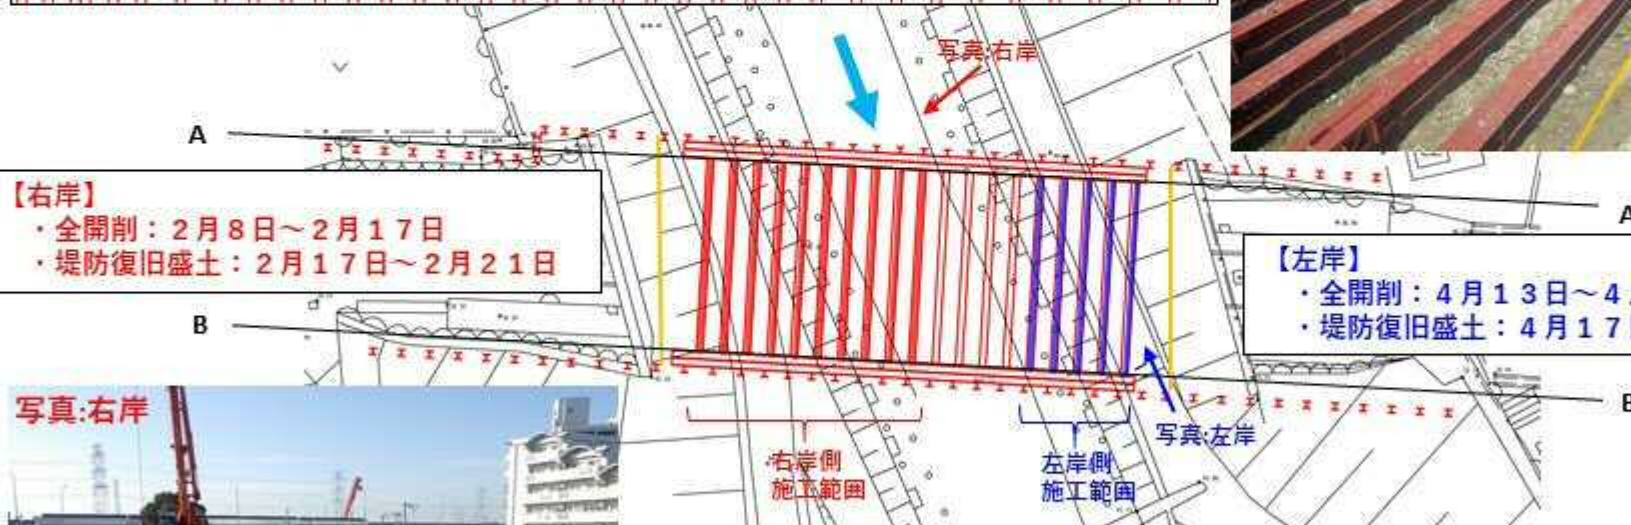 写真:右岸
A
【右岸】
・全開削：２月８日～２月１７日
・堤防復旧盛土：２月１７日～２月２１日
A
【左岸】
・全開削：４月１３日～４
・堤防復旧盛土：４月１７
B
B
写真:右岸
右岸側
施工範囲
左岸側
施工範囲
写真:左岸